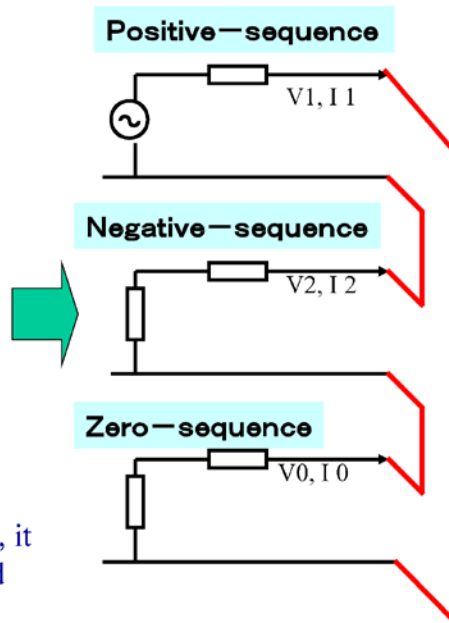 Positive－sequence
V1, I 1
Negative－sequence
V2, I 2
Zero－sequence
V0, I 0
, it